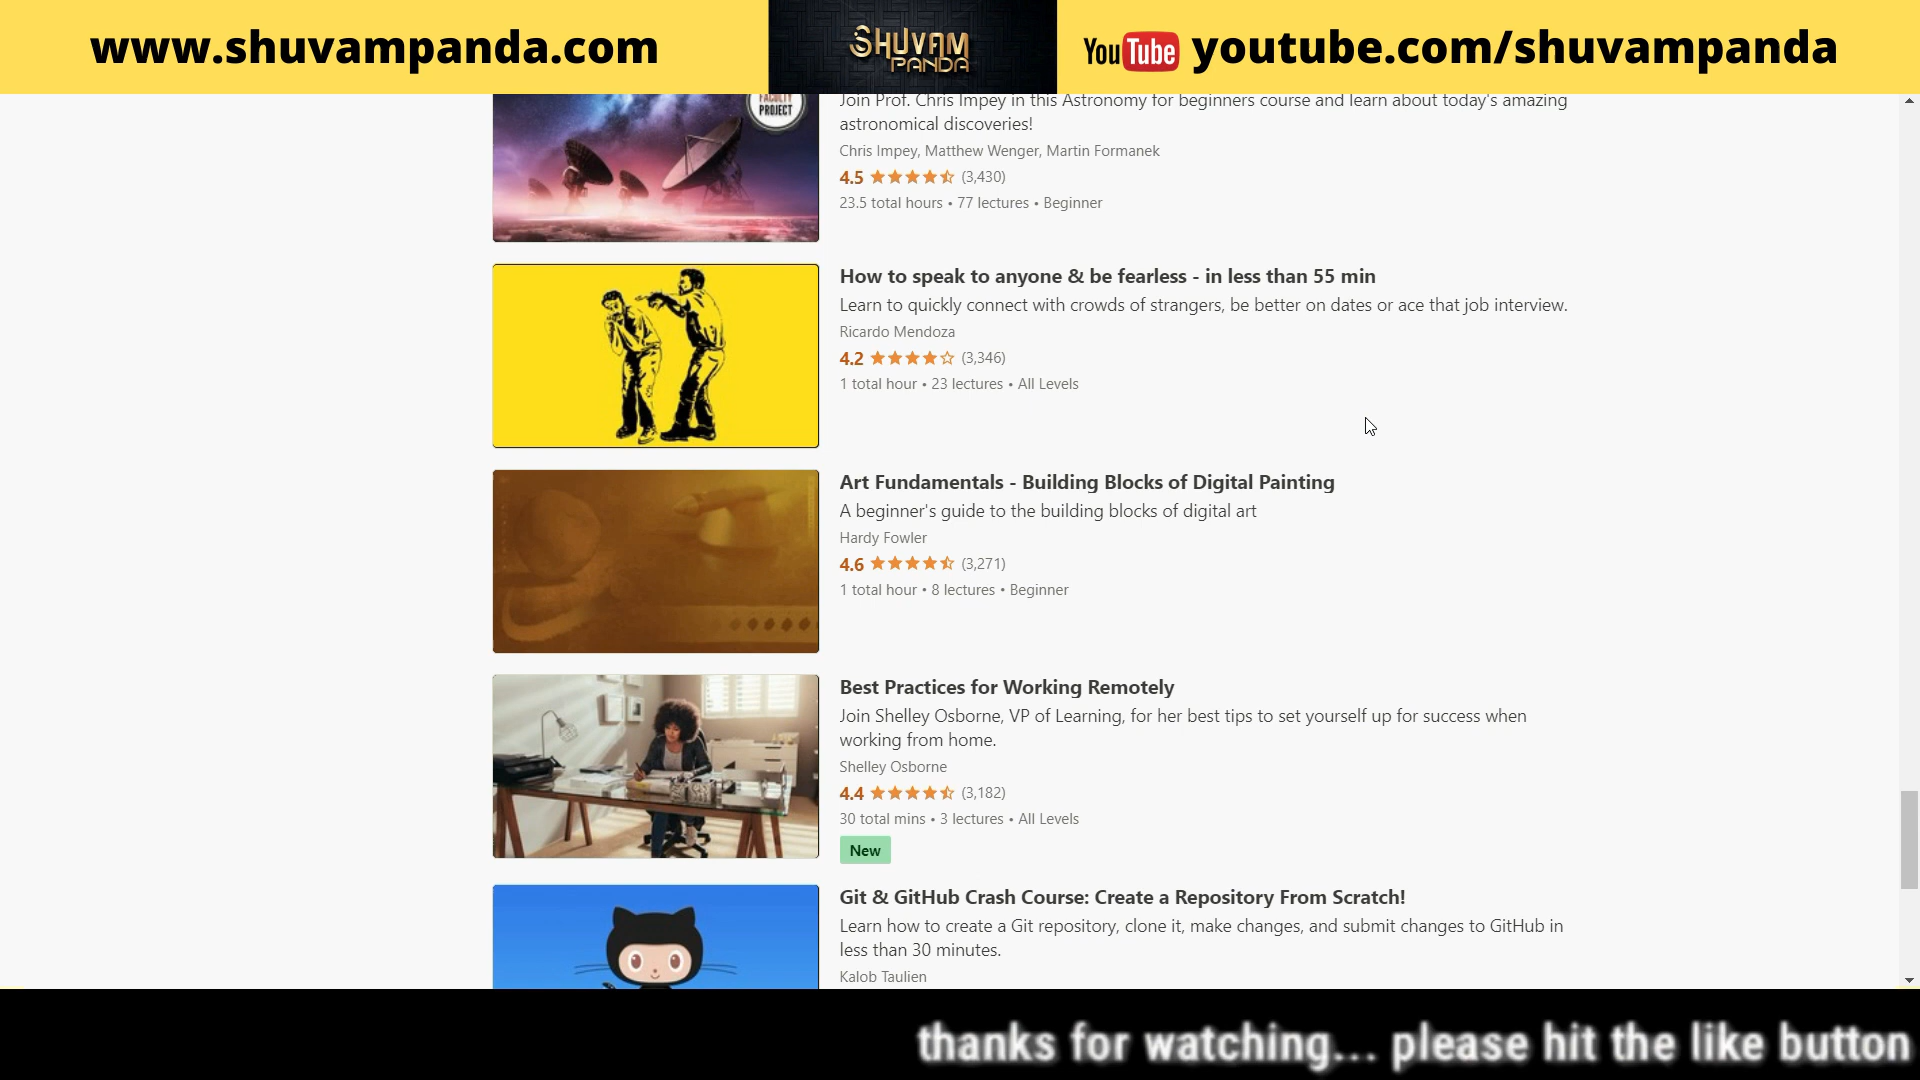 www.shuvampanda.com
SHUVAM
PANDA
YouTube youtube.com/shuvampanda
FACULTY
PROJECT
Join Prof. Chris Impey in this Astronomy for beginners course and learn about today's amazing
astronomical discoveries!
Chris Impey, Matthew Wenger, Martin Formanek
4.5 (3,430)
23.5 total hours • 77 lectures • Beginner
How to speak to anyone & be fearless - in less than 55 min
Learn to quickly connect with crowds of strangers, be better on dates or ace that job interview.
Ricardo Mendoza
4.2 (3,346)
1 total hour • 23 lectures • All Levels
Art Fundamentals - Building Blocks of Digital Painting
A beginner's guide to the building blocks of digital art
Hardy Fowler
4.6 (3,271)
1 total hour • 8 lectures • Beginner
Best Practices for Working Remotely
Join Shelley Osborne, VP of Learning, for her best tips to set yourself up for success when
working from home.
Shelley Osborne
4.4 (3,182)
30 total mins • 3 lectures • All Levels
New
Git & GitHub Crash Course: Create a Repository From Scratch!
Learn how to create a Git repository, clone it, make changes, and submit changes to GitHub in
less than 30 minutes.
Kalob Taulien
thanks for watching... please hit the like button